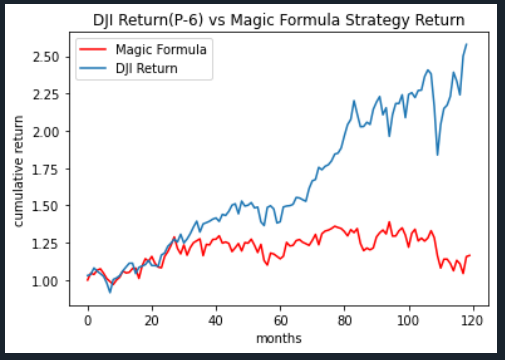 DJI Return(P-6) vs Magic Formula Strategy Return
Magic Formula
DJI Return
2.50
2.25
2.00
1.75
1.50
1.25
1.00
cumulative return
0 20 40 60 80 100 120
months